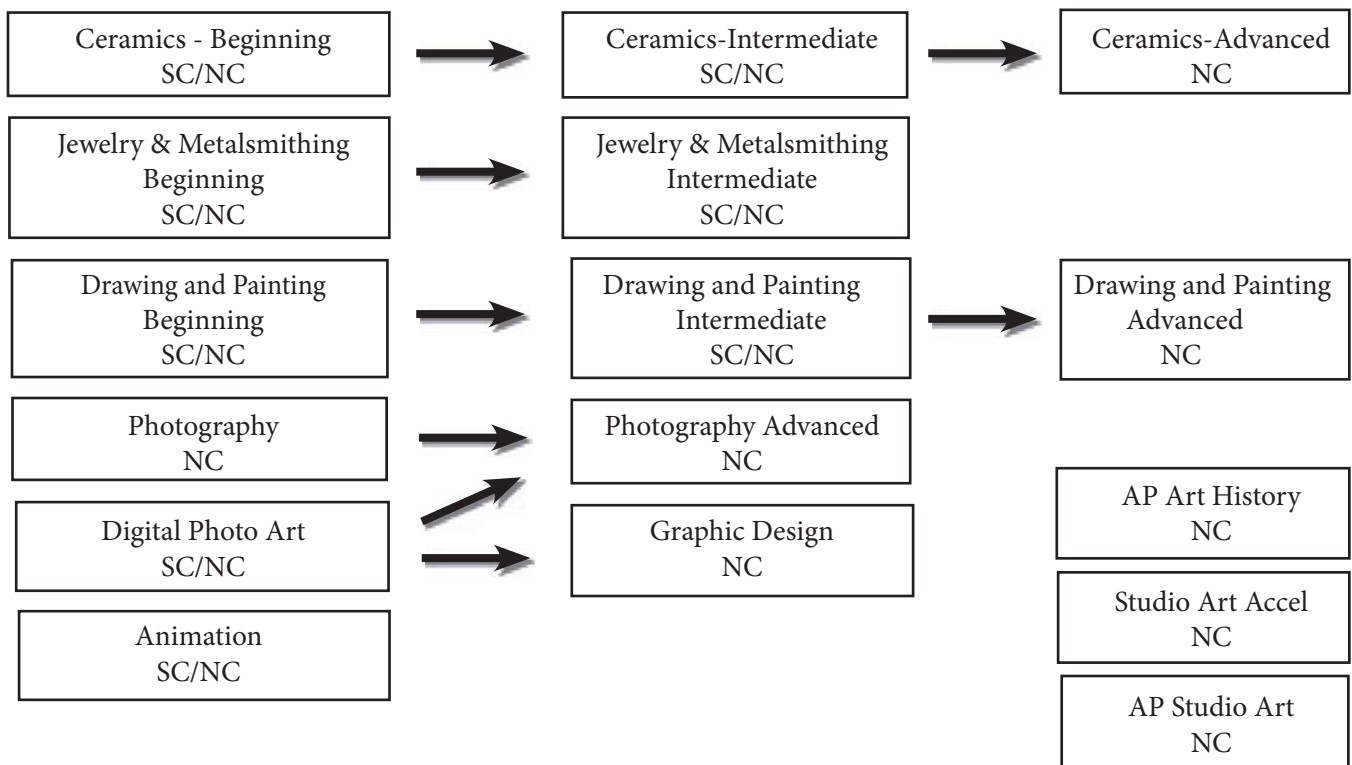 Ceramics - Beginning
SC/NC
Ceramics-Intermediate
SC/NC
Ceramics-Advanced
NC
Jewelry & Metalsmithing
Beginning
SC/NC
Jewelry & Metalsmithing
Intermediate
SC/NC
Drawing and Painting
Beginning
SC/NC
Drawing and Painting
Intermediate
SC/NC
Drawing and Painting
Advanced
NC
Photography
NC
Photography Advanced
NC
Digital Photo Art
SC/NC
Graphic Design
NC
Animation
SC/NC
AP Art History
NC
Studio Art Accel
NC
AP Studio Art
NC